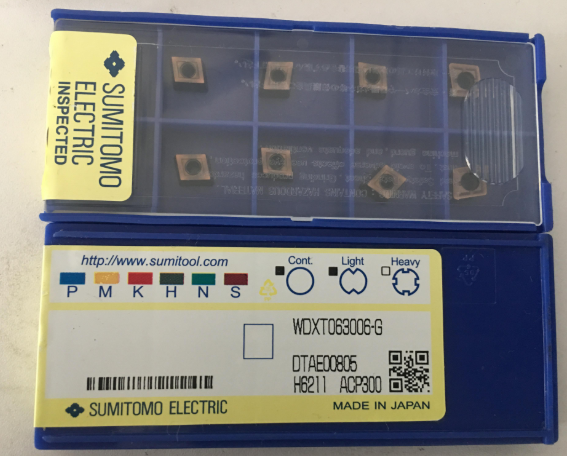 SUMITOMO
ELECTRIC
INSPECTED
http://www.sumitool.com
P M K H N S
Cont. Light Heavy
WDXT063006-G
DTAE00805
H6211 ACP300
SUMITOMO ELECTRIC
MADE IN JAPAN